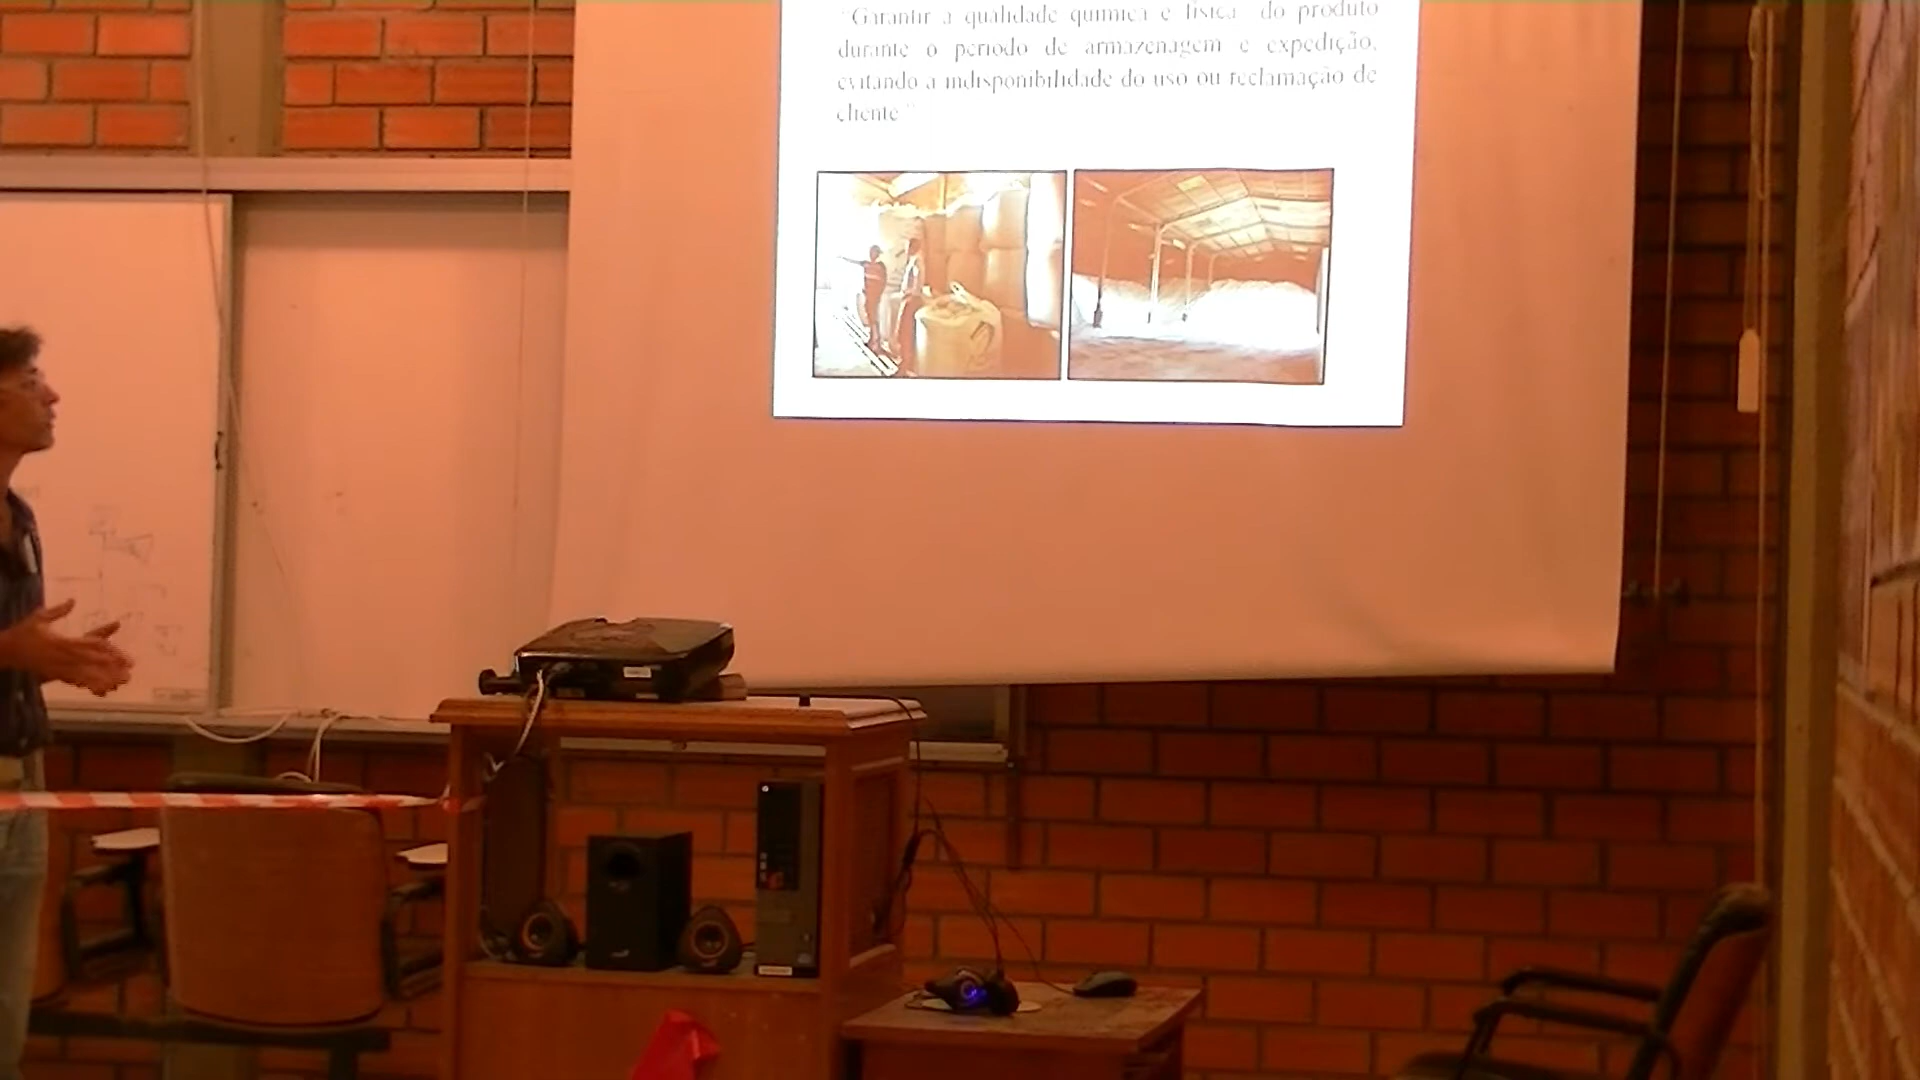 "Garantir a qualidade química e física do produto
durante o período de armazenagem e expedição,
evitando a indisponibilidade do uso ou reclamação de
cliente"